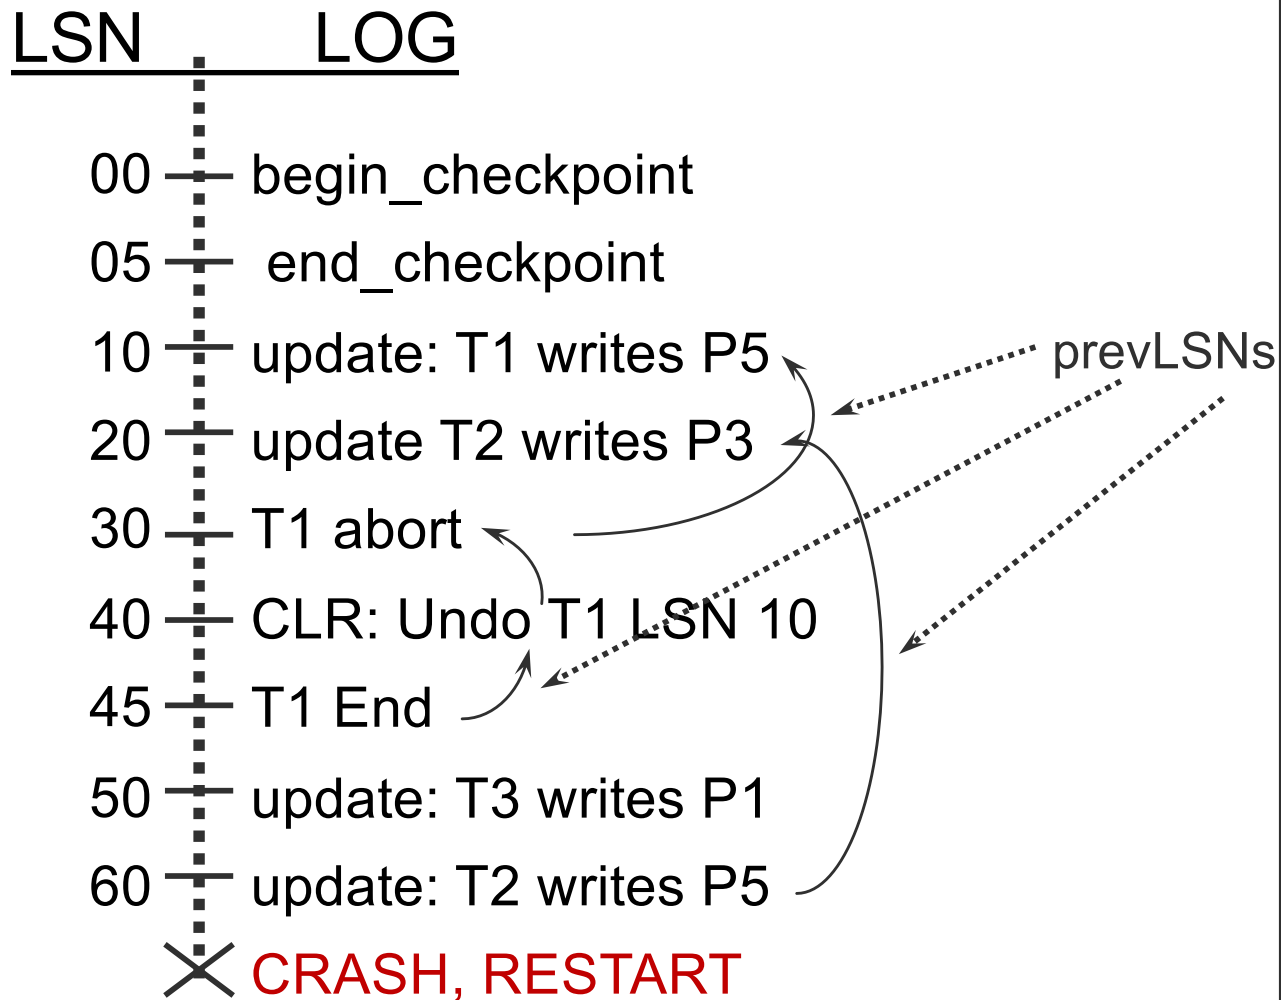 LSN LOG
00 begin_checkpoint
05 end_checkpoint
10 update: T1 writes P5
prevLSNs
20 update T2 writes P3
30 T1 abort
40 CLR: Undo T1 LSN 10
45 T1 End
50 update: T3 writes P1
60 update: T2 writes P5
CRASH, RESTART